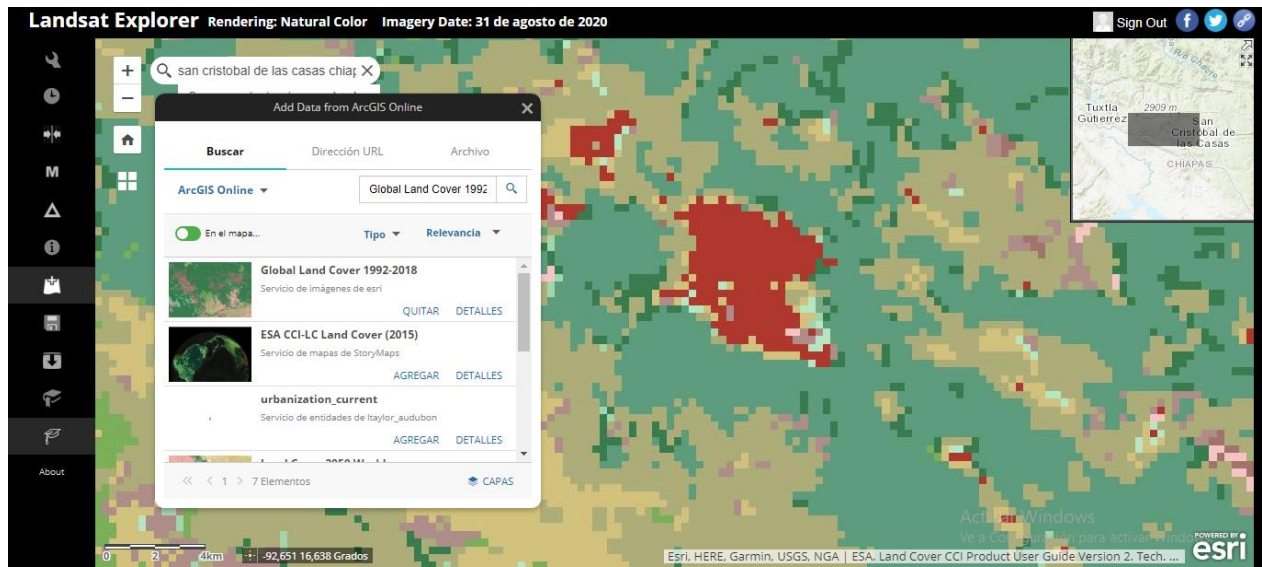 Landsat Explorer Rendering: Natural Color Imagery Date: 31 de agosto de 2020
Sign Out
san cristobal de las casas chiap
Add Data from ArcGIS Online
Buscar Dirección URL Archivo
ArcGIS Online
Global Land Cover 1992
En el mapa... Tipo Relevancia
Global Land Cover 1992-2018
Servicio de imágenes de esri
QUITAR DETALLES
ESA CCI-LC Land Cover (2015)
Servicio de mapas de StoryMaps
AGREGAR DETALLES
urbanization_current
Servicio de entidades de ltaylor_audubon
AGREGAR DETALLES
1 7 Elementos CAPAS
M
About
0 2 4km
-92,651 16,638 Grados
Tuxtla
Gutierrez
2909 m
San
Cristóbal de
las Casas
CHIAPAS
Activar Windows
Ve a Configuración para activar Windows
Esri, HERE, Garmin, USGS, NGA | ESA. Land Cover CCI Product User Guide Version 2. Tech. ...
POWERED BY
esri